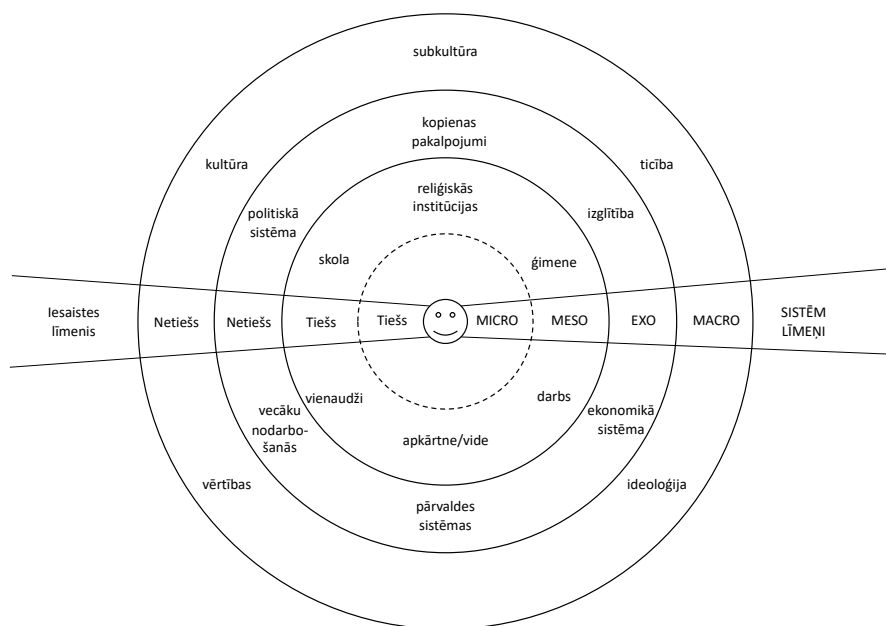 subkultūra
kopienas
pakalpojumi
kultūra
ticība
reliģiskās
institūcijas
politiskā
sistēma
izglītība
skola
ģimene
Iesaistes
līmenis
Netiešs
Netiešs
Tiešs
Tiešs
MICRO
MESO
EXO
MACRO
SISTĒM
LĪMEŅI
vienaudži
darbs
vecāku
nodarbo-
šanās
ekonomikā
sistēma
apkārtne/vide
vērtības
ideoloģija
pārvaldes
sistēmas